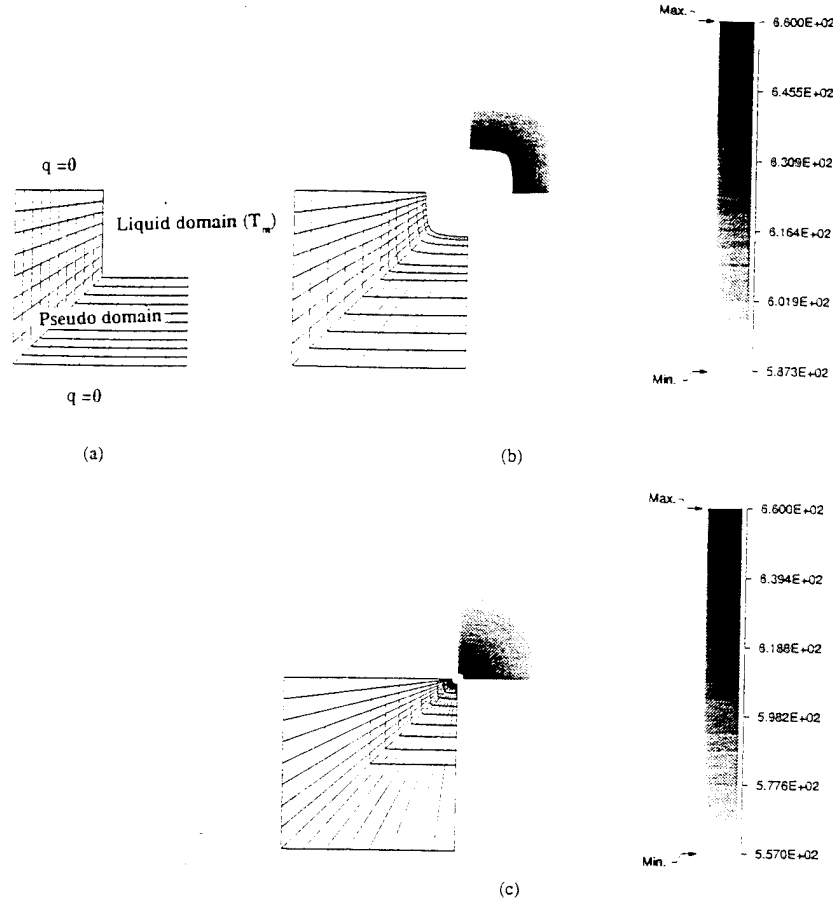 Max.
6.600E+02
6.455E+02
6.309E+02
6.164E+02
6.019E+02
5.873E+02
Min.
q=0
Liquid domain (Tm)
Pseudo domain
q=0
(a)
(b)
Max.
6.600E+02
6.394E+02
6.188E+02
5.982E+02
5.776E+02
5.570E+02
Min.
(c)